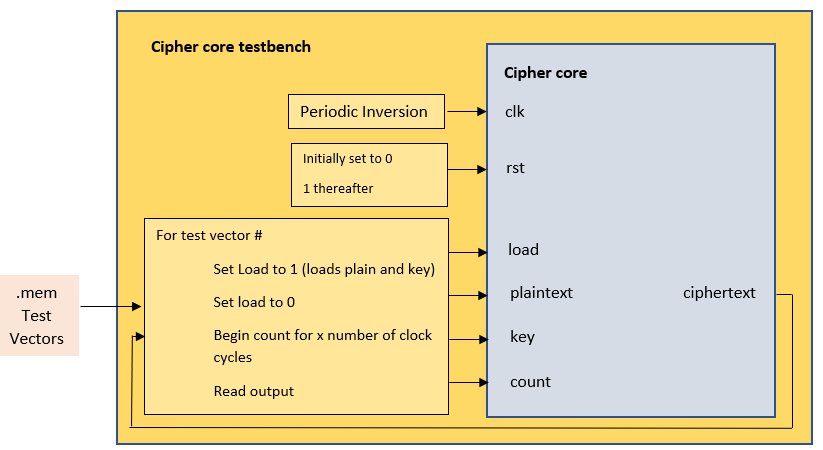 Cipher core testbench
Cipher core
Periodic Inversion
clk
Initially set to 0
1 thereafter
rst
For test vector #
Set Load to 1 (loads plain and key)
Set load to 0
Begin count for x number of clock
cycles
Read output
load
plaintext
ciphertext
key
count
.mem
Test
Vectors